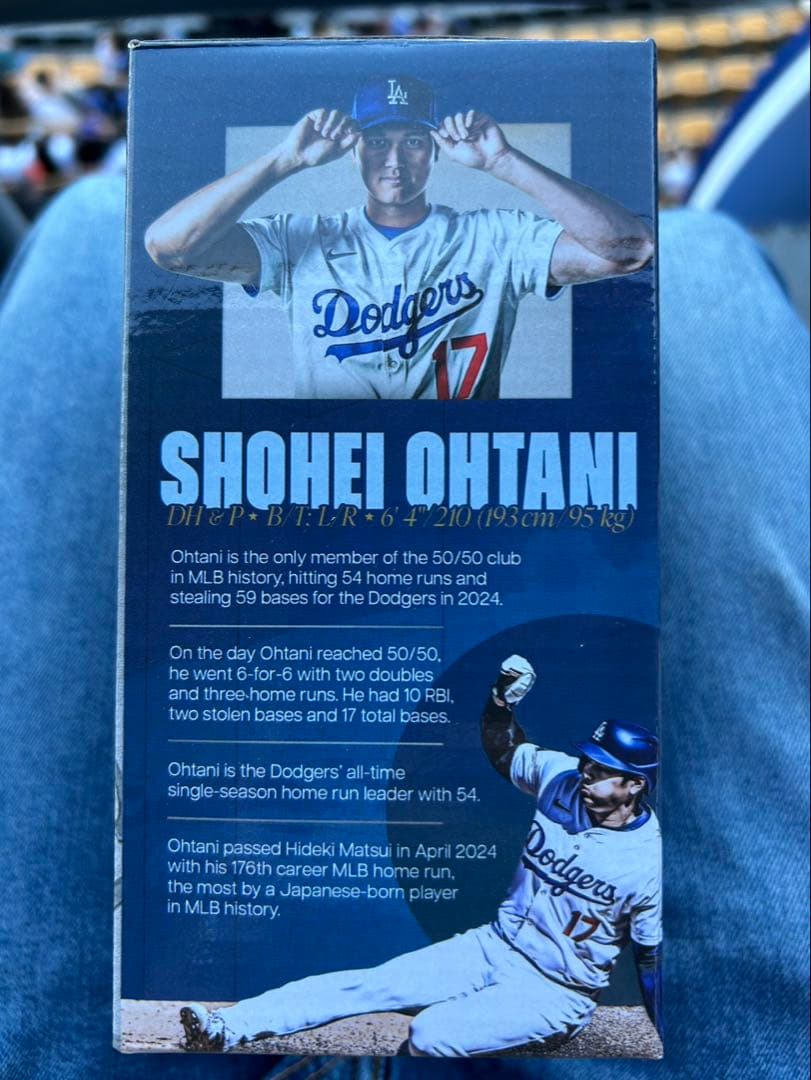 LA
Dodgers
17
SHOHEI OHTANI
DH & P ★ B/T: L/R ★ 6' 4"/210 (193 cm/95 kg)
Ohtani is the only member of the 50/50 club
in MLB history, hitting 54 home runs and
stealing 59 bases for the Dodgers in 2024.
On the day Ohtani reached 50/50,
he went 6-for-6 with two doubles
and three home runs. He had 10 RBI,
two stolen bases and 17 total bases.
Ohtani is the Dodgers' all-time
single-season home run leader with 54.
Ohtani passed Hideki Matsui in April 2024
with his 176th career MLB home run,
the most by a Japanese-born player
in MLB history.
LA
Dodgers
17